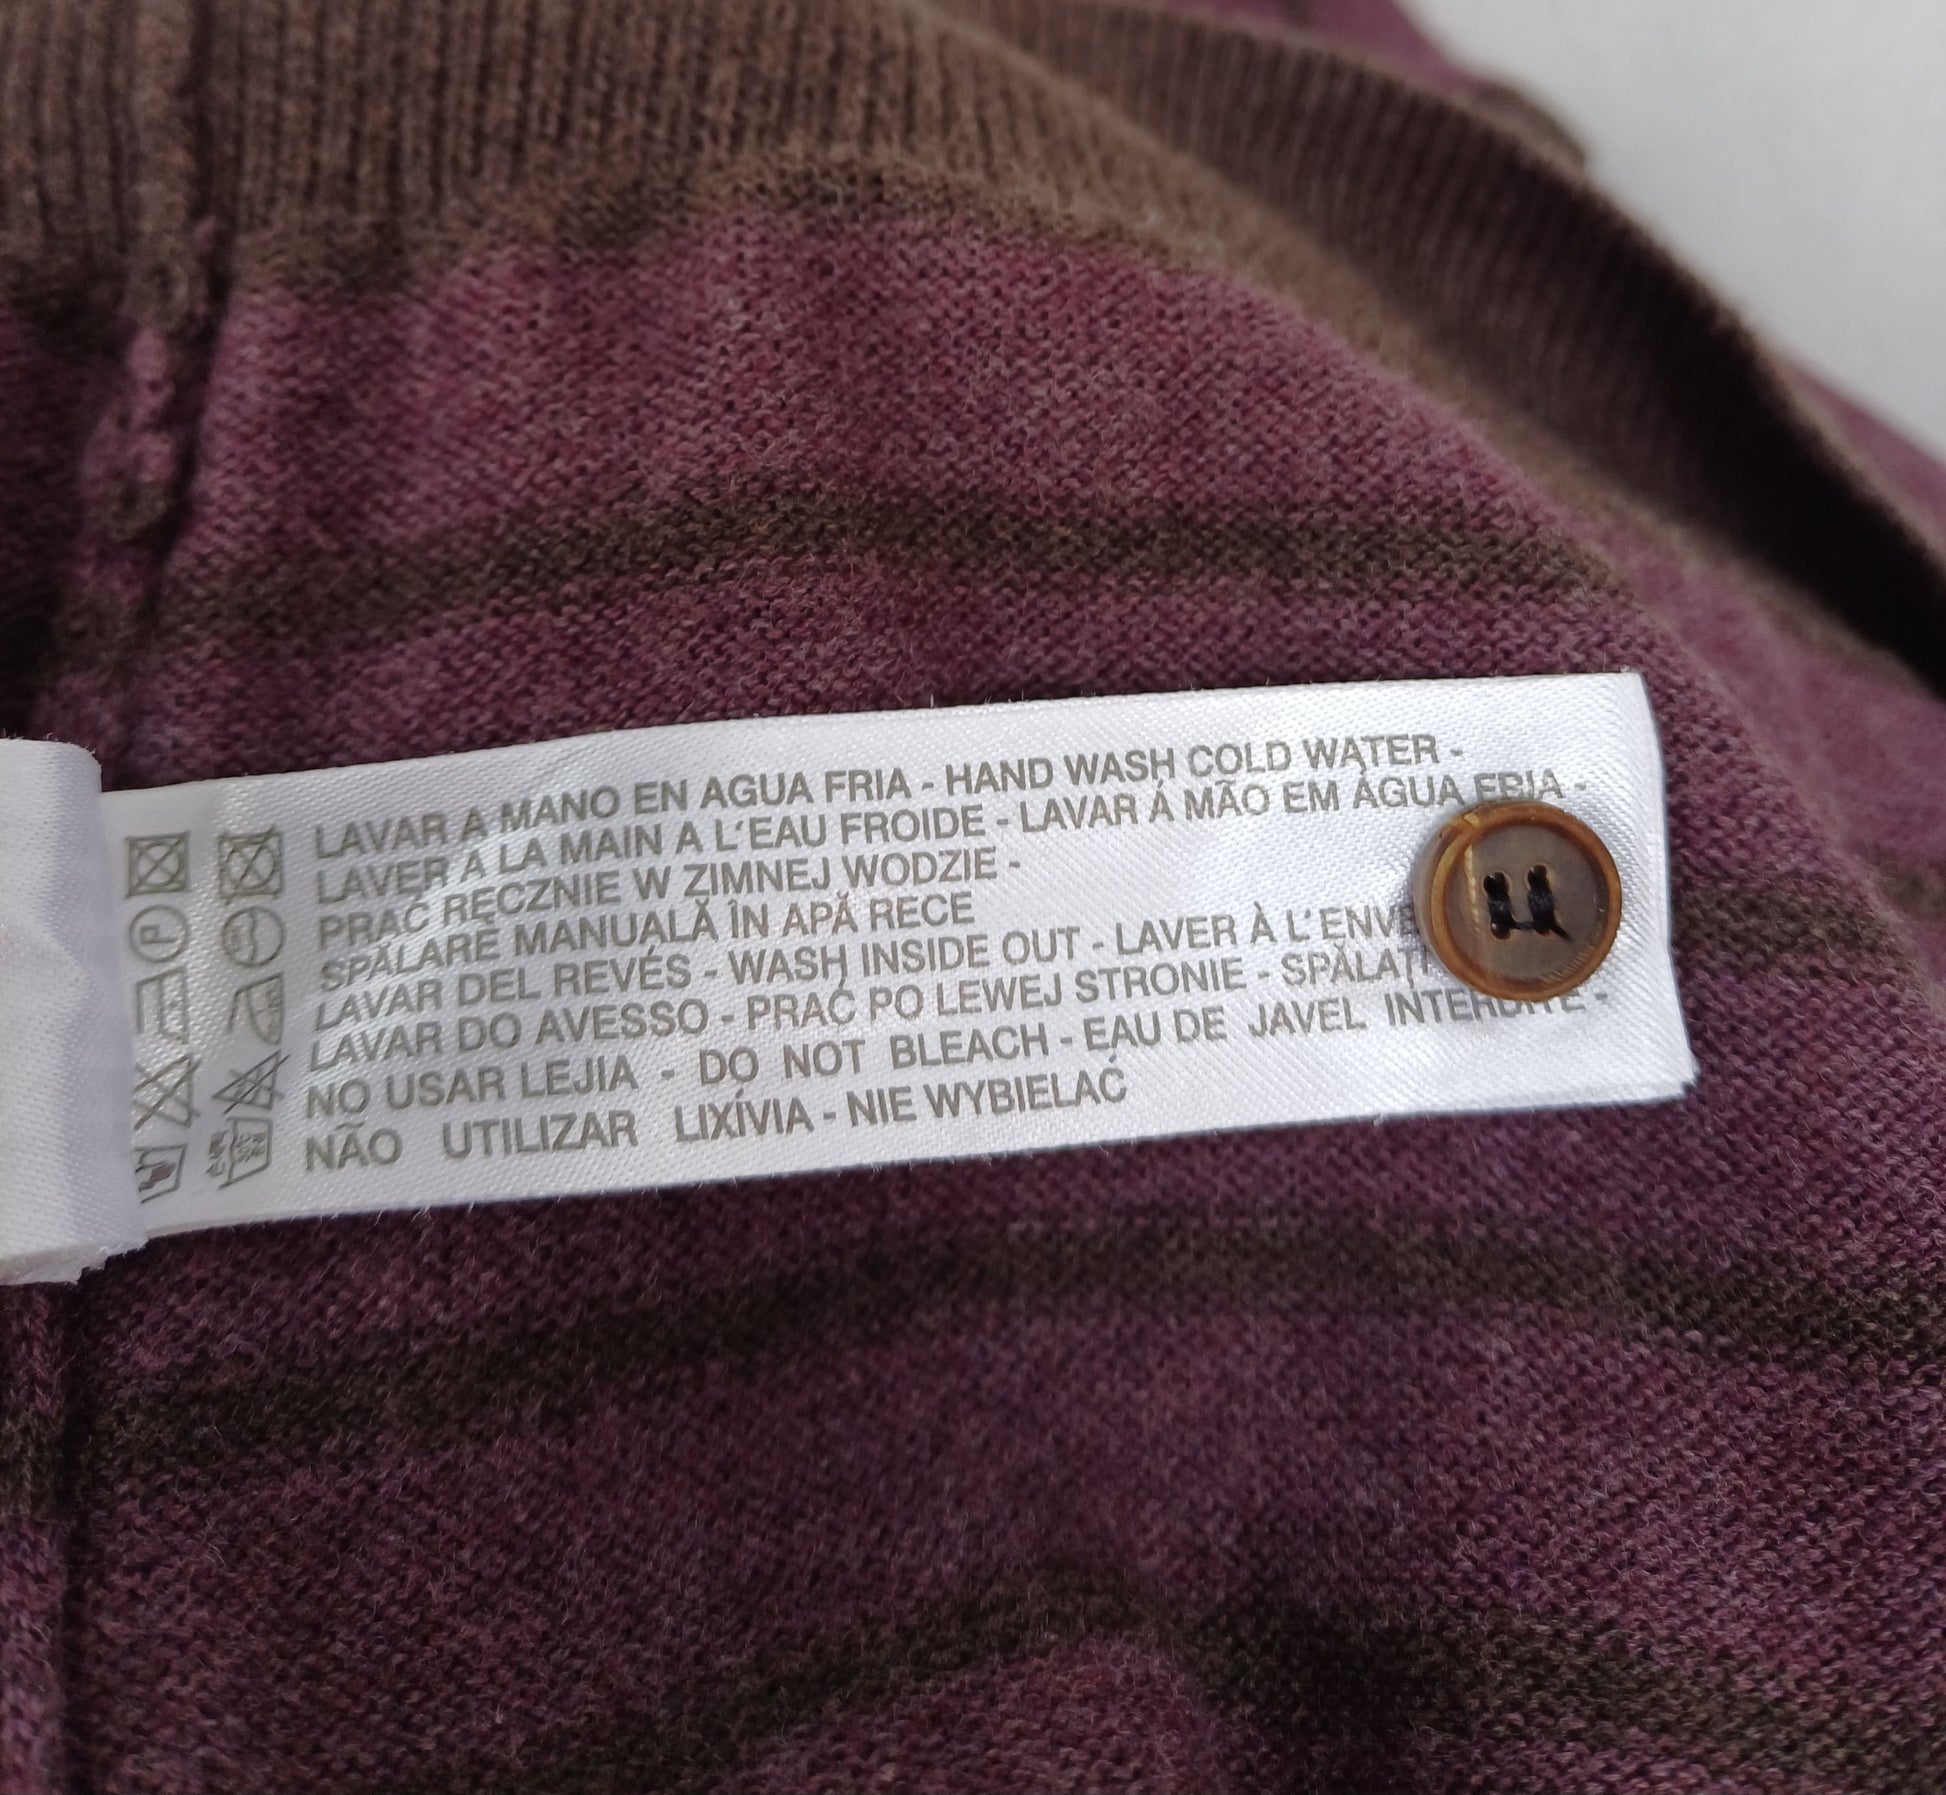 LAVAR A MANO EN AGUA FRIA - HAND WASH COLD WATER -
LAVER A LA MAIN A L'EAU FROIDE - LAVAR Á MÃO EM ÁGUA FRIA -
PRAĆ RĘCZNIE W ZIMNEJ WODZIE -
SPĂLARE MANUALĂ ÎN APĂ RECE
LAVAR DEL REVÉS - WASH INSIDE OUT - LAVER À L'ENVE
LAVAR DO AVESSO - PRAĆ PO LEWEJ STRONIE - SPĂLAȚI
NO USAR LEJIA - DO NOT BLEACH - EAU DE JAVEL INTERDITE -
NÃO UTILIZAR LIXÍVIA - NIE WYBIELAĆ
P